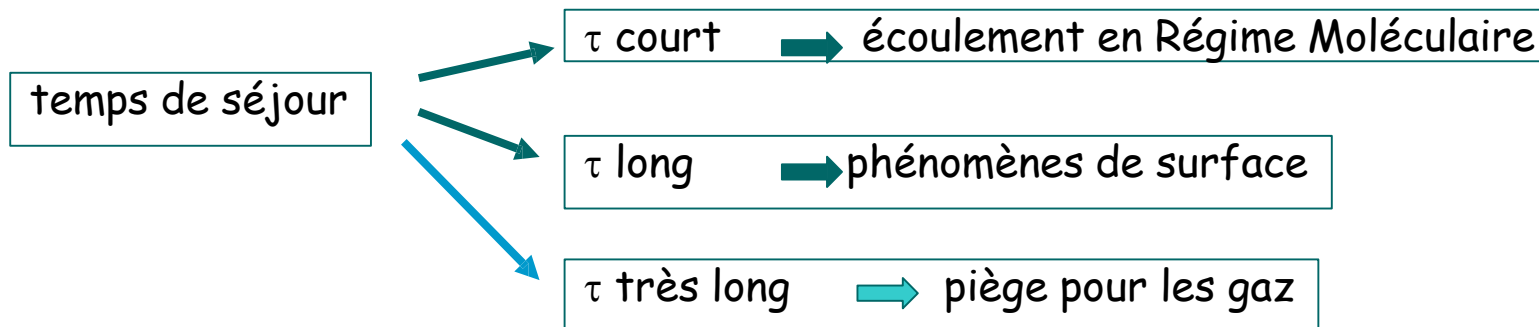 τ court écoulement en Régime Moléculaire
temps de séjour
τ long phénomènes de surface
τ très long piège pour les gaz